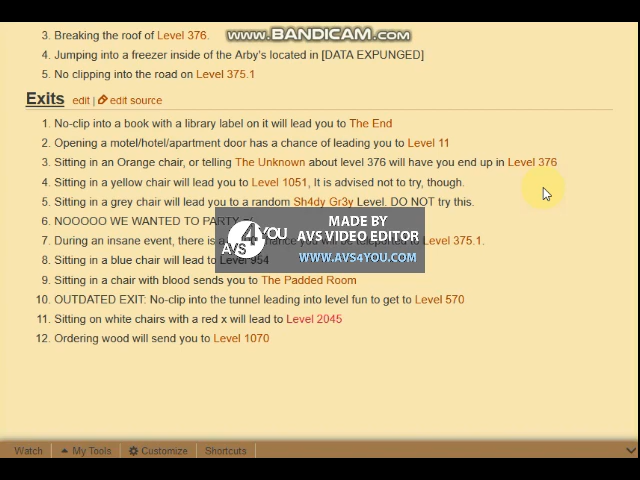 www.BANDICAM.com
3. Breaking the roof of Level 376.
4. Jumping into a freezer inside of the Arby's located in [DATA EXPUNGED]
5. No clipping into the road on Level 375.1
Exits edit | edit source
1. No-clip into a book with a library label on it will lead you to The End
2. Opening a motel/hotel/apartment door has a chance of leading you to Level 11
3. Sitting in an Orange chair, or telling The Unknown about level 376 will have you end up in Level 376
4. Sitting in a yellow chair will lead you to Level 1051, It is advised not to try, though.
5. Sitting in a grey chair will lead you to a random Sh4dy Gr3y Level. DO NOT try this.
6. NOOOOO WE WANTED TO PARTY
7. During an insane event, there is a chance you will be teleported to Level 375.1.
8. Sitting in a blue chair will lead to Level 954
9. Sitting in a chair with blood sends you to The Padded Room
10. OUTDATED EXIT: No-clip into the tunnel leading into level fun to get to Level 570
11. Sitting on white chairs with a red x will lead to Level 2045
12. Ordering wood will send you to Level 1070
AVS4YOU
MADE BY
AVS VIDEO EDITOR
WWW.AVS4YOU.COM
Watch My Tools Customize Shortcuts